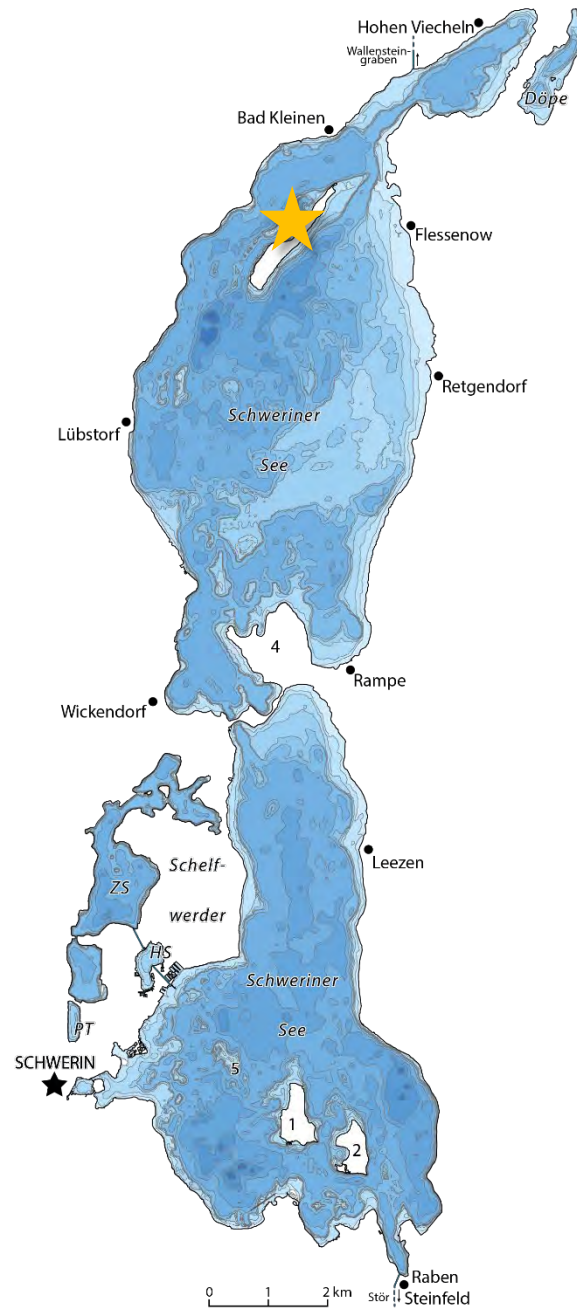 Hohen Viecheln
Wallenstein-
graben
Döpe
Bad Kleinen
Flessenow
Retgendorf
Schweriner
Lübstorf
See
4
Rampe
Wickendorf
Leezen
Schelf-
ZS
werder
HS
Schweriner
PT
See
SCHWERIN
5
1
2
Raben
Steinfeld
Stör
0 1 2 km